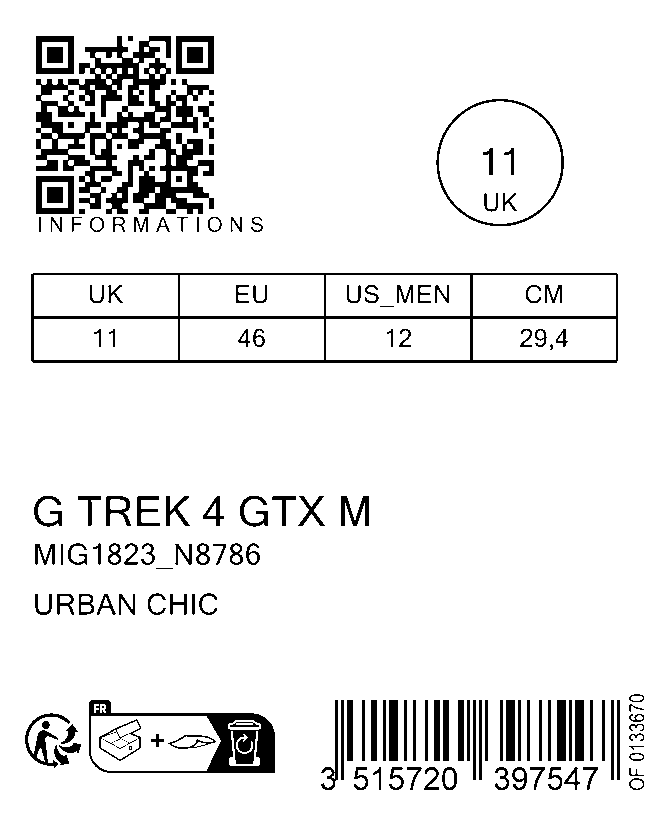 INFORMATIONS
11
UK
UK EU US_MEN CM
11 46 12 29,4
G TREK 4 GTX M
MIG1823_N8786
URBAN CHIC
FR
+
3 515720 397547
OF 0133670